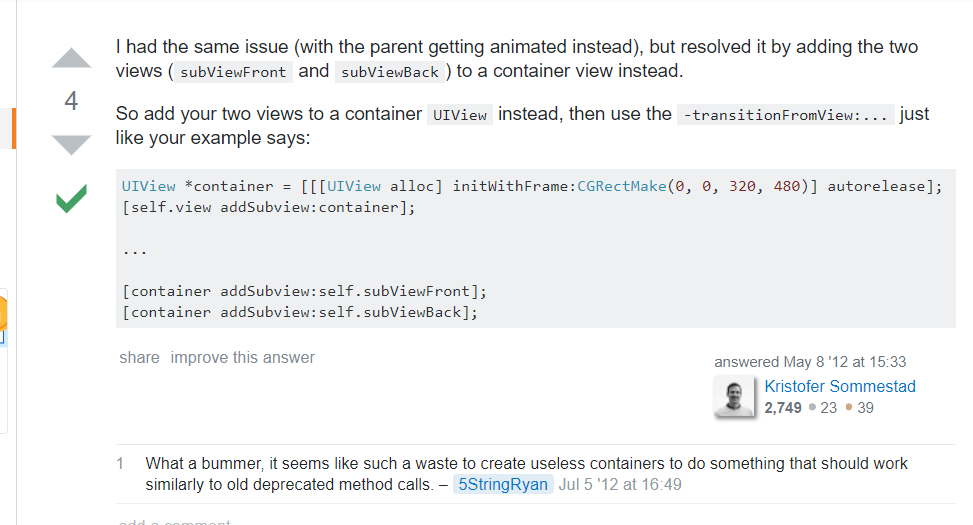 I had the same issue (with the parent getting animated instead), but resolved it by adding the two
views ( subViewFront and subViewBack ) to a container view instead.
4
So add your two views to a container UIView instead, then use the -transitionFromView:... just
like your example says:
UIView *container = [[[UIView alloc] initWithFrame:CGRectMake(0, 0, 320, 480)] autorelease];
[self.view addSubview:container];
...
[container addSubview:self.subViewFront];
[container addSubview:self.subViewBack];
share improve this answer
answered May 8 '12 at 15:33
Kristofer Sommestad
2,749 23 39
1 What a bummer, it seems like such a waste to create useless containers to do something that should work
similarly to old deprecated method calls. – 5StringRyan Jul 5 '12 at 16:49
add a comment